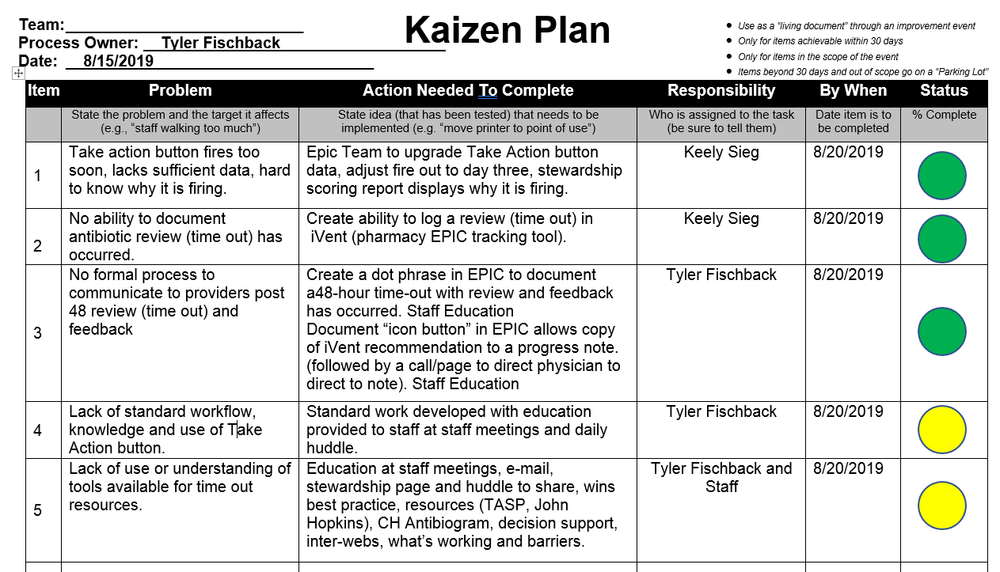 Team:
Kaizen Plan
Process Owner: Tyler Fischback
Date: 8/15/2019
• Use as a “living document” through an improvement event
• Only for items achievable within 30 days
• Only for items in the scope of the event
• Items beyond 30 days and out of scope go on a “Parking Lot”
Item Problem Action Needed To Complete Responsibility By When Status
State the problem and the target it affects
(e.g., “staff walking too much”)
State idea (that has been tested) that needs to be
implemented (e.g. “move printer to point of use”)
Who is assigned to the task
(be sure to tell them)
Date item is to
be completed
% Complete
1
Take action button fires too
soon, lacks sufficient data, hard
to know why it is firing.
Epic Team to upgrade Take Action button
data, adjust fire out to day three, stewardship
scoring report displays why it is firing.
Keely Sieg
8/20/2019
2
No ability to document
antibiotic review (time out) has
occurred.
Create ability to log a review (time out) in
iVent (pharmacy EPIC tracking tool).
Keely Sieg
8/20/2019
3
No formal process to
communicate to providers post
48 review (time out) and
feedback
Create a dot phrase in EPIC to document
a48-hour time-out with review and feedback
has occurred. Staff Education
Document “icon button” in EPIC allows copy
of iVent recommendation to a progress note.
(followed by a call/page to direct physician to
direct to note). Staff Education
Tyler Fischback
8/20/2019
4
Lack of standard workflow,
knowledge and use of Take
Action button.
Standard work developed with education
provided to staff at staff meetings and daily
huddle.
Tyler Fischback
8/20/2019
5
Lack of use or understanding of
tools available for time out
resources.
Education at staff meetings, e-mail,
stewardship page and huddle to share, wins
best practice, resources (TASP, John
Hopkins), CH Antibiogram, decision support,
inter-webs, what’s working and barriers.
Tyler Fischback and
Staff
8/20/2019